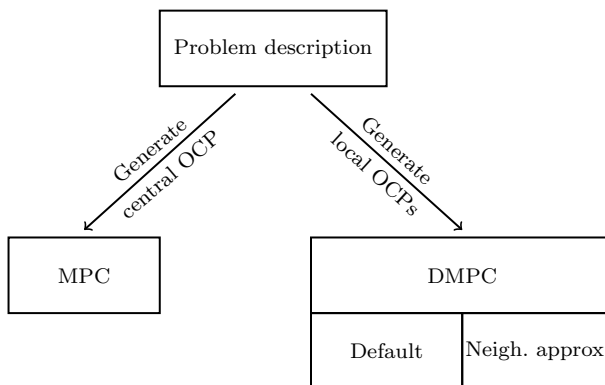 Problem description
Generate
central OCP
Generate
local OCPs
MPC
DMPC
Default
Neigh. approx